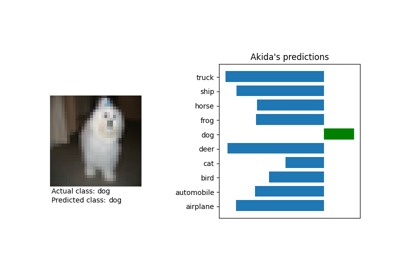 Akida's predictions
truck
ship
horse
frog
dog
deer
cat
bird
automobile
airplane
Actual class: dog
Predicted class: dog